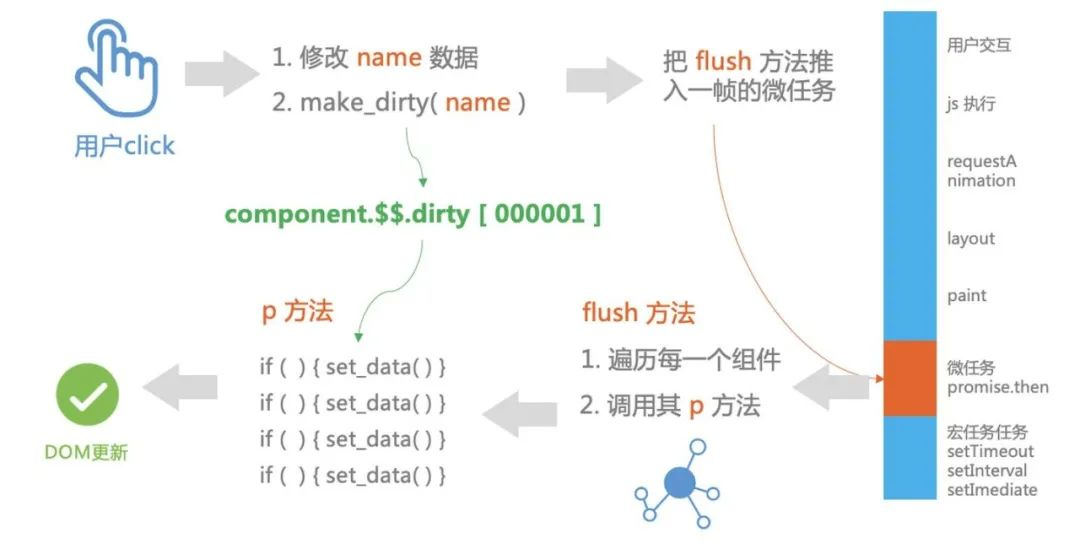 用户click
1. 修改 name 数据
2. make_dirty( name )
把 flush 方法推
入一帧的微任务
component.$$.dirty [ 000001 ]
p 方法
if ( ) { set_data( ) }
if ( ) { set_data( ) }
if ( ) { set_data( ) }
if ( ) { set_data( ) }
DOM更新
flush 方法
1. 遍历每一个组件
2. 调用其 p 方法
用户交互
js 执行
requestA
nimation
layout
paint
微任务
promise.then
宏任务任务
setTimeout
setInterval
setImediate